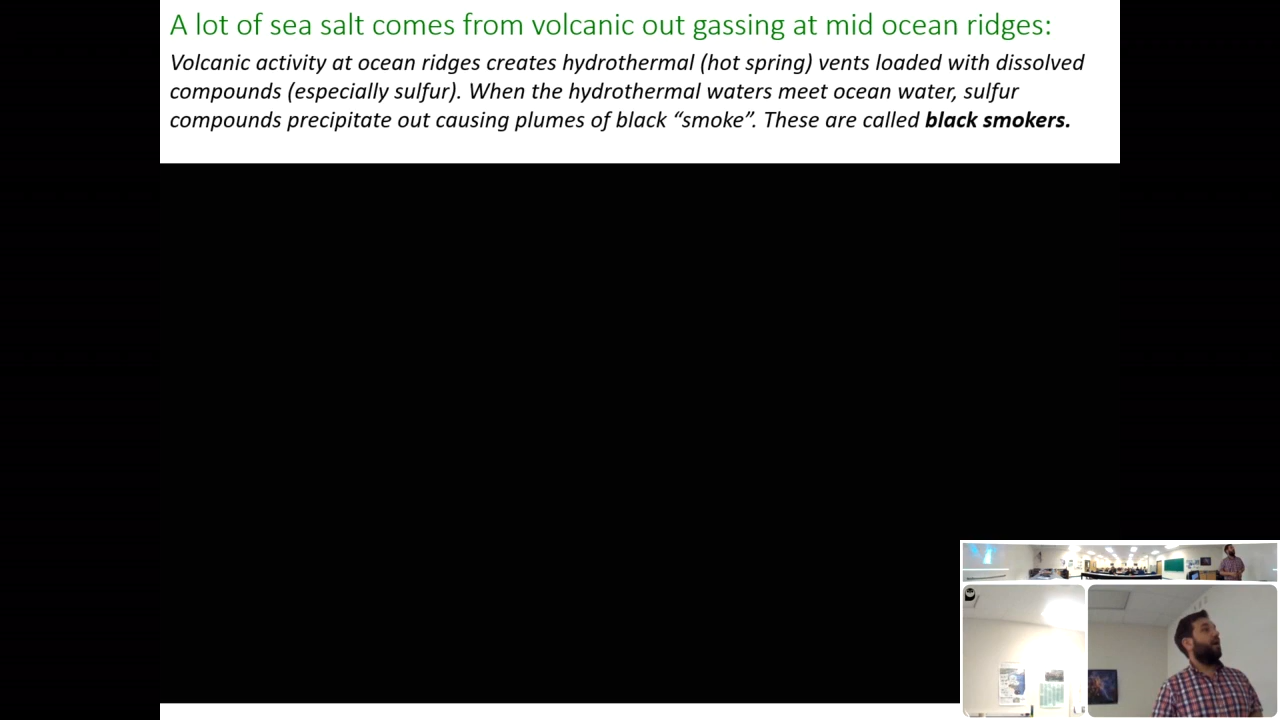 A lot of sea salt comes from volcanic out gassing at mid ocean ridges:
Volcanic activity at ocean ridges creates hydrothermal (hot spring) vents loaded with dissolved
compounds (especially sulfur). When the hydrothermal waters meet ocean water, sulfur
compounds precipitate out causing plumes of black “smoke”. These are called black smokers.